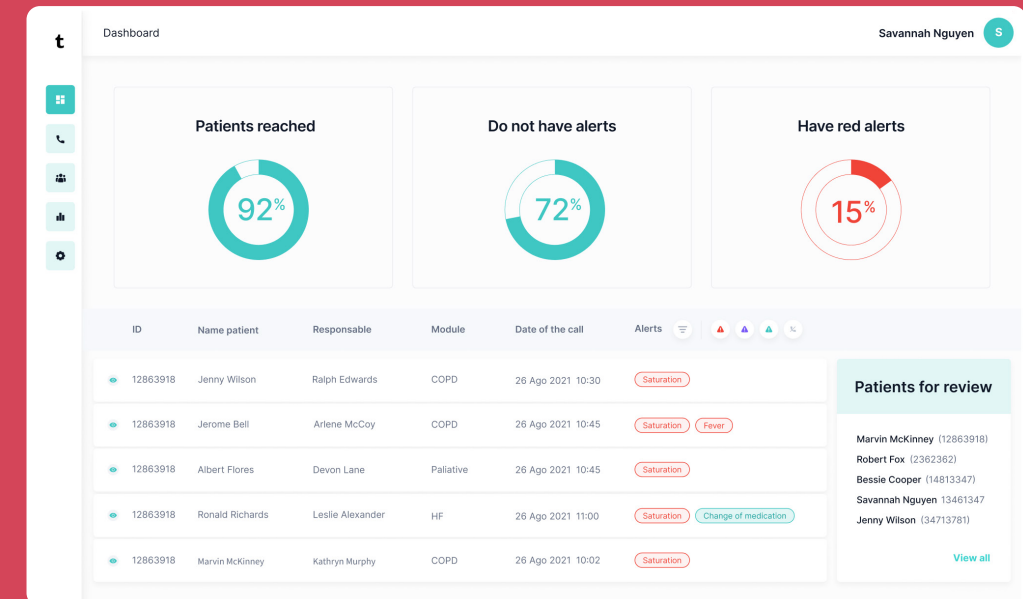 t
Dashboard
Savannah Nguyen
S
Patients reached
Do not have alerts
Have red alerts
92%
72%
15%
ID Name patient Responsable Module Date of the call Alerts
12863918 Jenny Wilson Ralph Edwards COPD 26 Ago 2021 10:30 Saturation
12863918 Jerome Bell Arlene McCoy COPD 26 Ago 2021 10:45 Saturation Fever
12863918 Albert Flores Devon Lane Paliative 26 Ago 2021 10:45 Saturation
12863918 Ronald Richards Leslie Alexander HF 26 Ago 2021 11:00 Saturation Change of medication
12863918 Marvin McKinney Kathryn Murphy COPD 26 Ago 2021 10:02 Saturation
Patients for review
Marvin McKinney (12863918)
Robert Fox (2362362)
Bessie Cooper (14813347)
Savannah Nguyen 13461347
Jenny Wilson (34713781)
View all